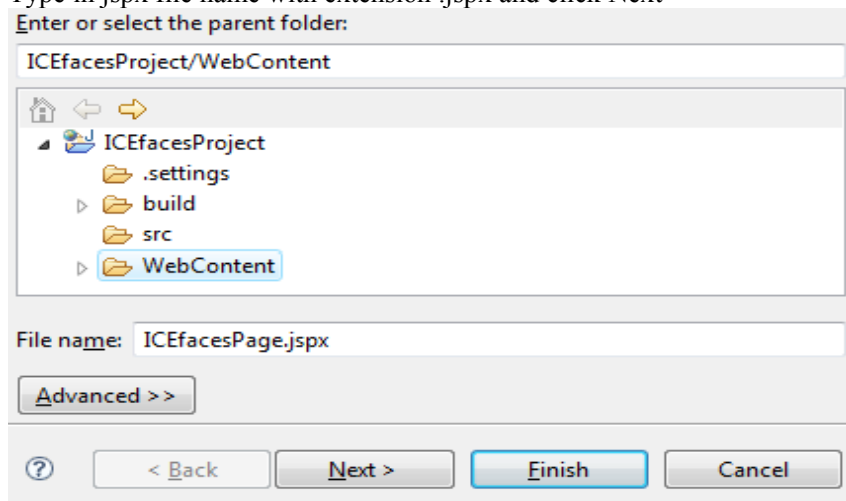 Type in jspx file name with extension .jspx and click Next
Enter or select the parent folder:
ICEfacesProject/WebContent
ICEfacesProject
.settings
build
src
WebContent
File name: ICEfacesPage.jspx
Advanced >>
< Back Next > Finish Cancel